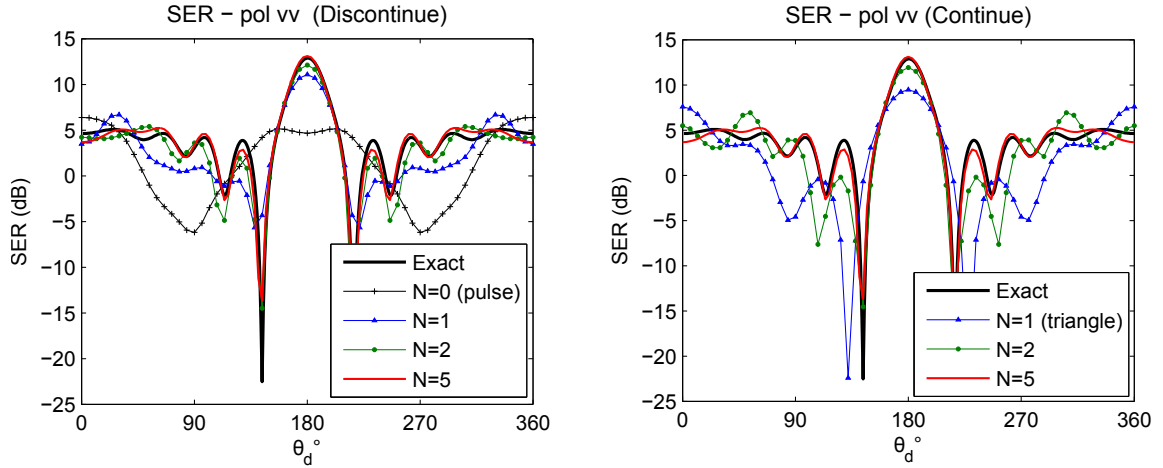 SER − pol vv (Discontinue)
SER (dB)
15
10
5
0
−5
−10
−15
−20
−25
0
90
180
270
360
θd°
Exact
N=0 (pulse)
N=1
N=2
N=5
SER − pol vv (Continue)
SER (dB)
15
10
5
0
−5
−10
−15
−20
−25
0
90
180
270
360
θd°
Exact
N=1 (triangle)
N=2
N=5